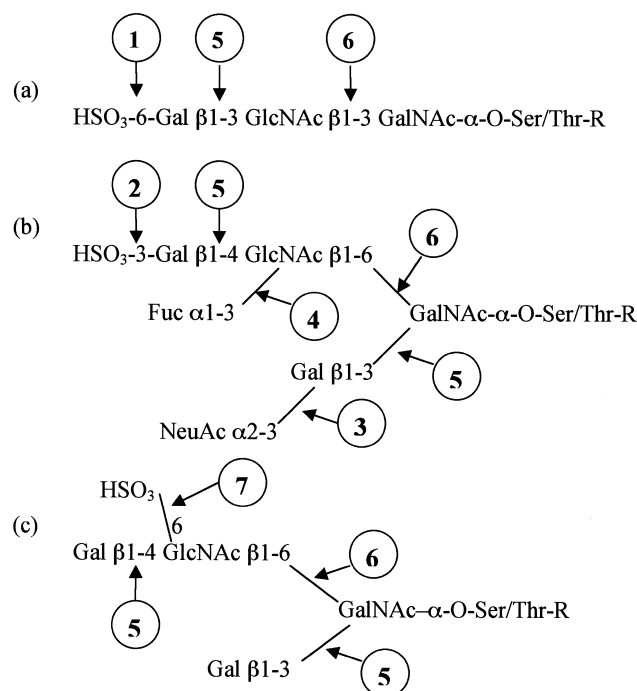 1 5 6
(a)
HSO₃-6-Gal β1-3 GlcNAc β1-3 GalNAc-α-O-Ser/Thr-R
2 5
(b)
6
HSO₃-3-Gal β1-4 GlcNAc β1-6
Fuc α1-3 4 GalNAc-α-O-Ser/Thr-R
Gal β1-3 5
NeuAc α2-3 3
HSO₃ 7
(c) 6
Gal β1-4 GlcNAc β1-6 6
5 GalNAc–α-O-Ser/Thr-R
Gal β1-3 5